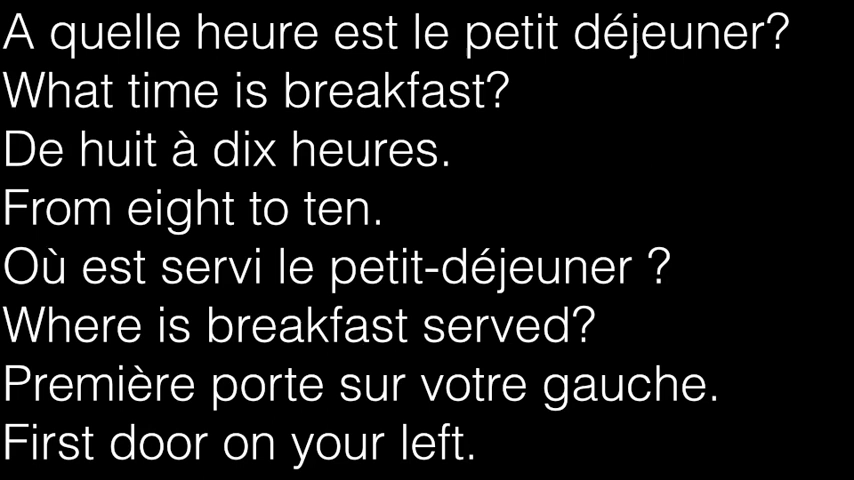 A quelle heure est le petit déjeuner?
What time is breakfast?
De huit à dix heures.
From eight to ten.
Où est servi le petit-déjeuner ?
Where is breakfast served?
Première porte sur votre gauche.
First door on your left.